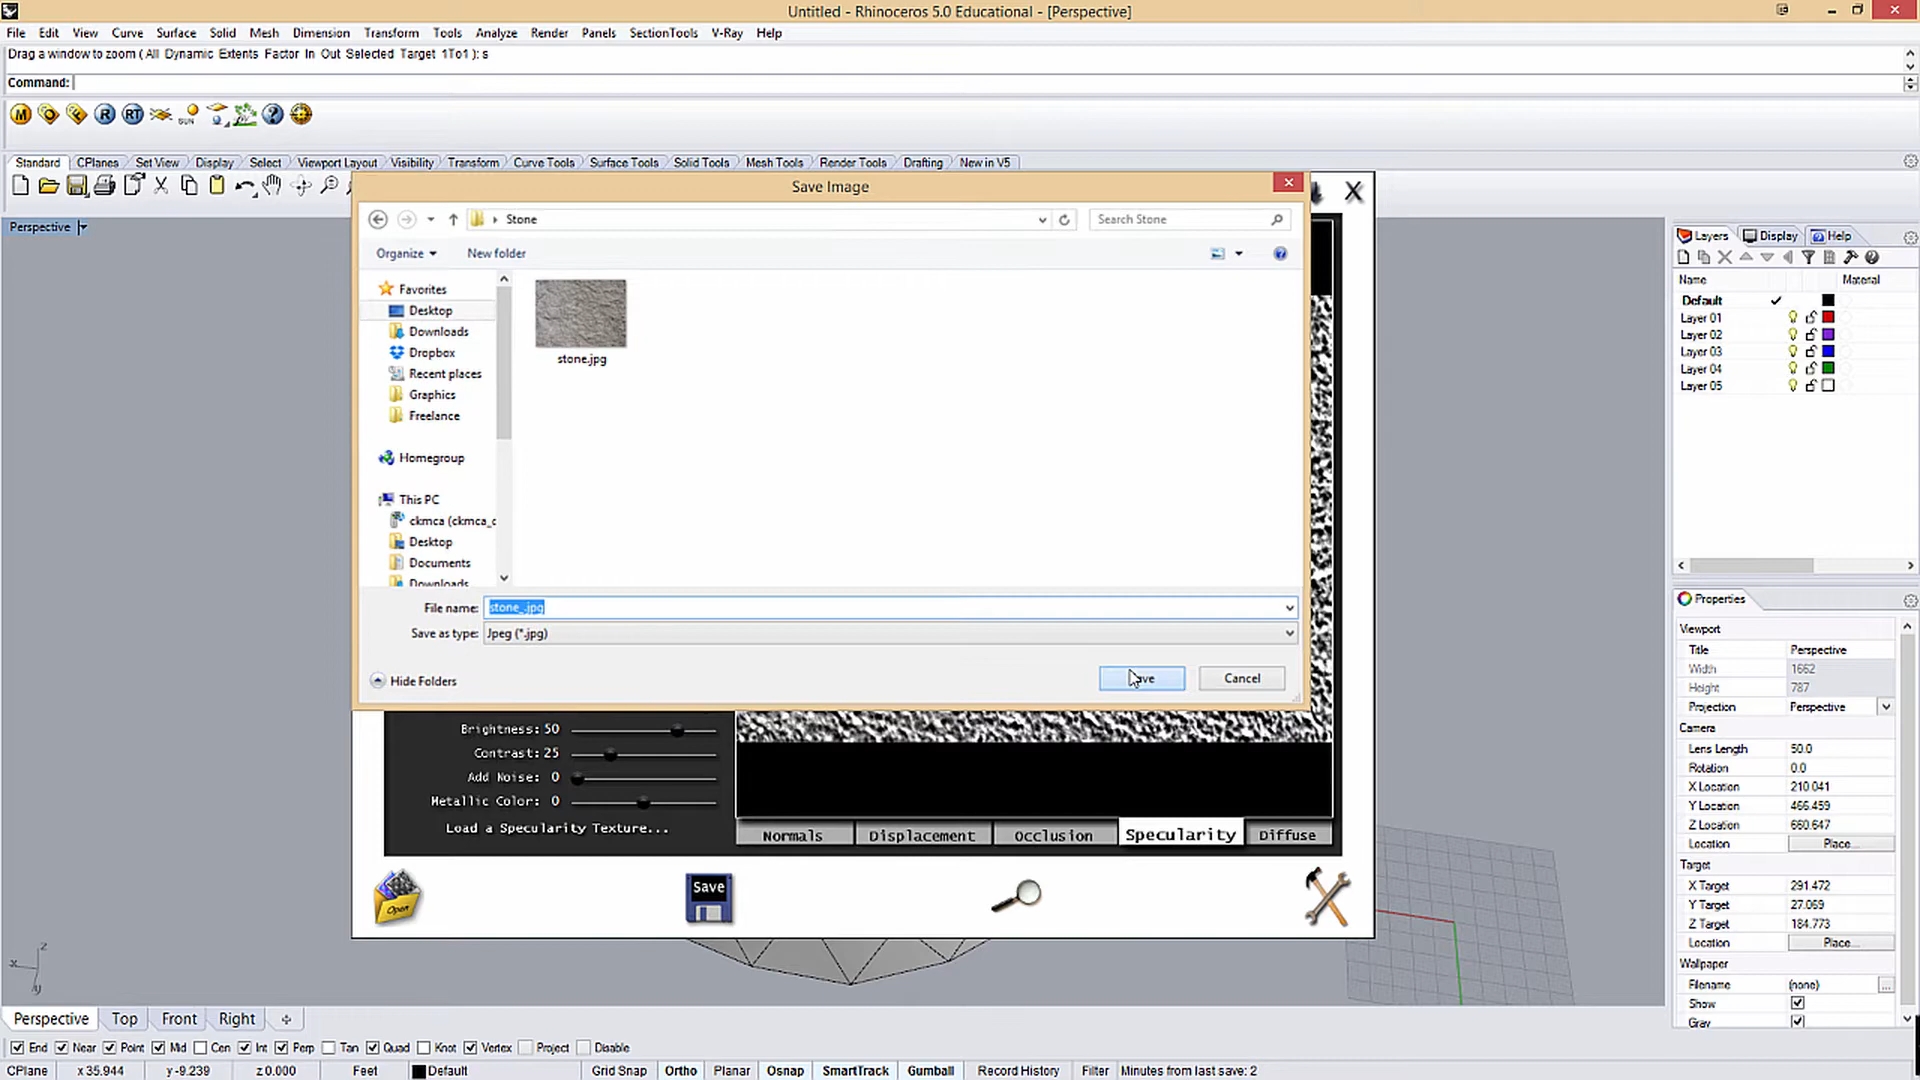 Untitled - Rhinoceros 5.0 Educational - [Perspective]
File Edit View Curve Surface Solid Mesh Dimension Transform Tools Analyze Render Panels SectionTools V-Ray Help
Drag a window to zoom ( All Dynamic Extents Factor In Out Selected Target 1To1 ): s
Command:
M R RT SUN
Standard CPlanes Set View Display Select Viewport Layout Visibility Transform Curve Tools Surface Tools Solid Tools Mesh Tools Render Tools Drafting New in V5
Perspective
Save Image
X
Stone
Search Stone
Organize New folder
Favorites
Desktop
Downloads
Dropbox
Recent places
Graphics
Freelance
Homegroup
This PC
ckmca (ckmca_c
Desktop
Documents
Downloads
stone.jpg
File name: stone_.jpg
Save as type: Jpeg (*.jpg)
Hide Folders
Cancel
Brightness: 50
Contrast: 25
Add Noise: 0
Metallic Color: 0
Load a Specularity Texture...
Normals Displacement Occlusion Specularity Diffuse
Open
Save
Layers Display Help
Name Material
Default
Layer 01
Layer 02
Layer 03
Layer 04
Layer 05
Properties
Viewport
Title Perspective
Width 1662
Height 787
Projection Perspective
Camera
Lens Length 50.0
Rotation 0.0
X Location 210.041
Y Location 466.459
Z Location 660.647
Location Place...
Target
X Target 291.472
Y Target 27.069
Z Target 184.773
Location Place...
Wallpaper
Filename (none) ...
Show
Gray
z
x
y
Perspective Top Front Right
End Near Point Mid Cen Int Perp Tan Quad Knot Vertex Project Disable
CPlane x 35.944 y -9.239 z 0.000 Feet Default Grid Snap Ortho Planar Osnap SmartTrack Gumball Record History Filter Minutes from last save: 2